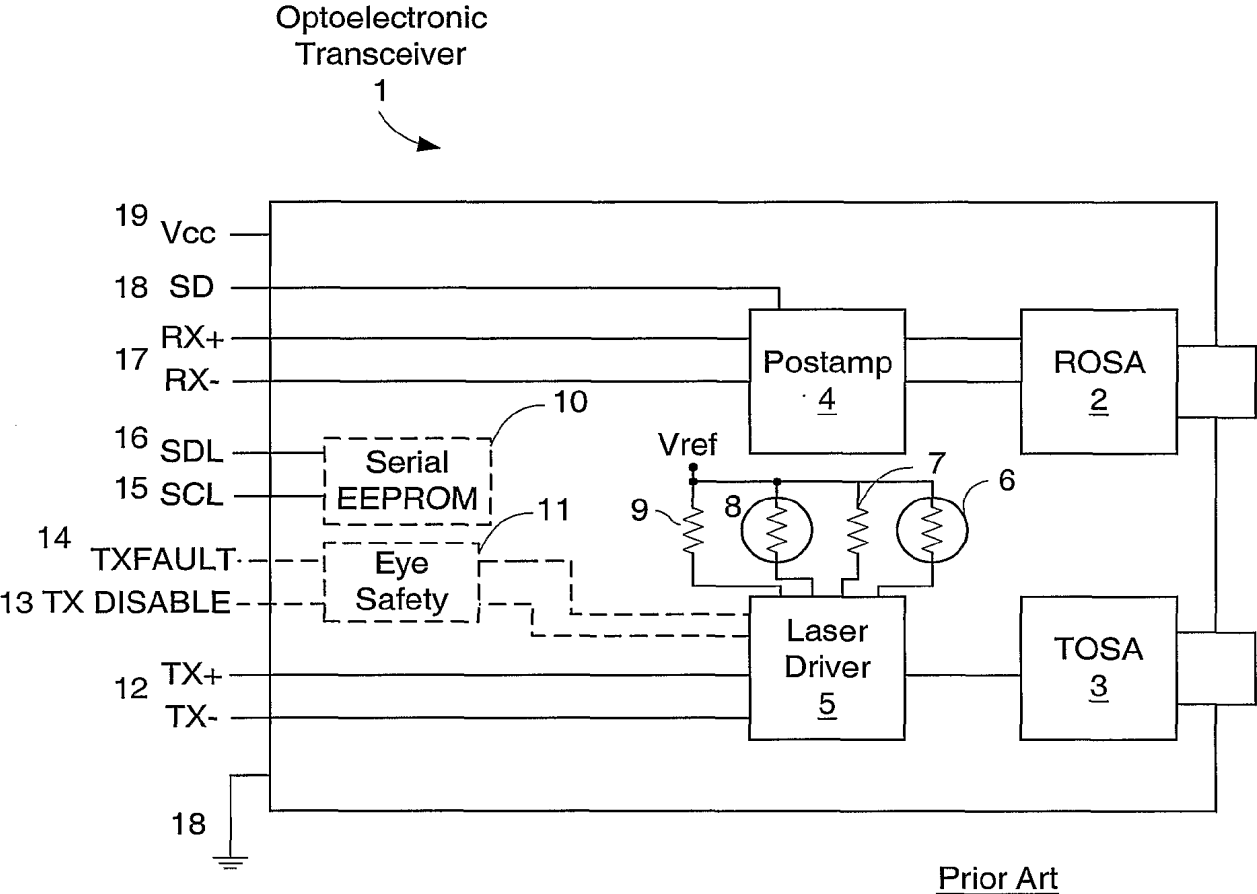 Optoelectronic
Transceiver
1
19
Vcc
18 SD
RX+
17
RX-
Postamp
4
ROSA
2
10
16
SDL
15 SCL
Serial
EEPROM
Vref
9
8
7
6
11
14
TXFAULT
13 TX DISABLE
Eye
Safety
Laser
Driver
5
TOSA
3
12
TX+
TX-
18
Prior Art